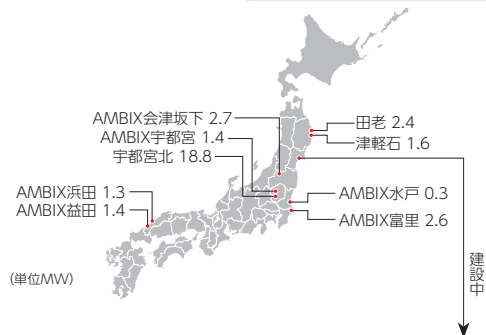 AMBIX会津坂下 2.7
AMBIX宇都宮 1.4
宇都宮北 18.8
田老 2.4
津軽石 1.6
AMBIX浜田 1.3
AMBIX益田 1.4
AMBIX水戸 0.3
AMBIX富里 2.6
(単位MW)
建設中